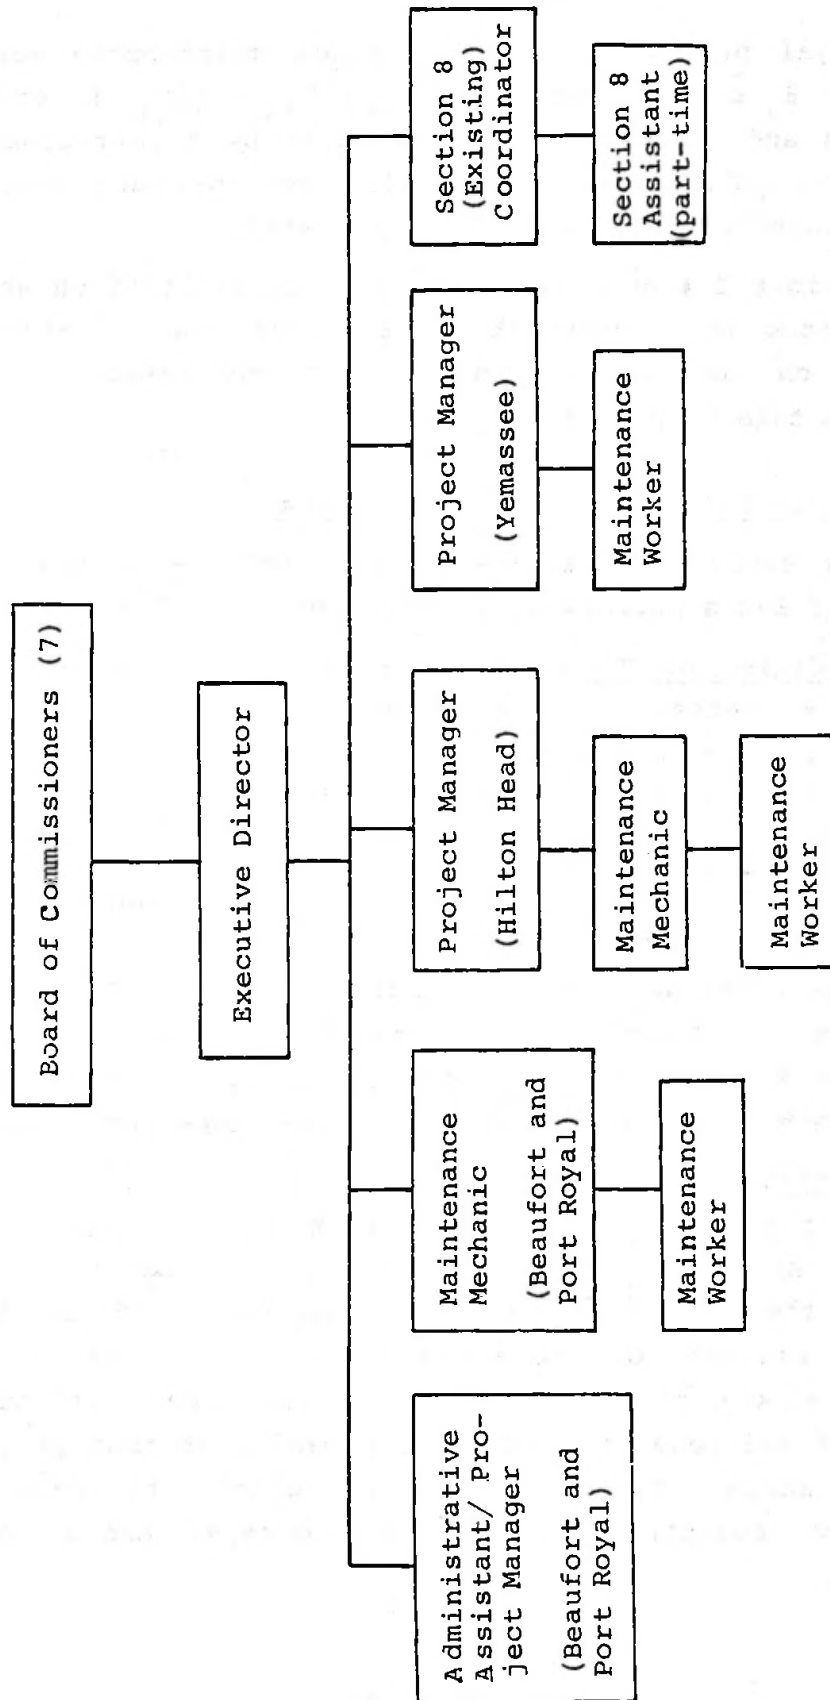 Board of Commissioners (7)
Executive Director
Administrative
Assistant/ Pro-
ject Manager
(Beaufort and
Port Royal)
Maintenance
Mechanic
(Beaufort and
Port Royal)
Maintenance
Worker
Project Manager
(Hilton Head)
Maintenance
Mechanic
Maintenance
Worker
Project Manager
(Yemassee)
Maintenance
Worker
Section 8
(Existing)
Coordinator
Section 8
Assistant
(part-time)